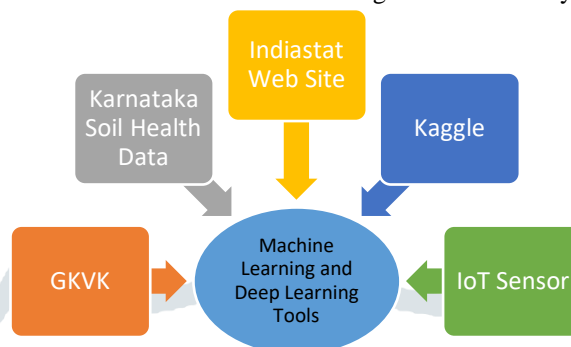 Indiastat
Web Site
Karnataka
Soil Health
Data
Kaggle
GKVK
Machine
Learning and
Deep Learning
Tools
IoT Sensor